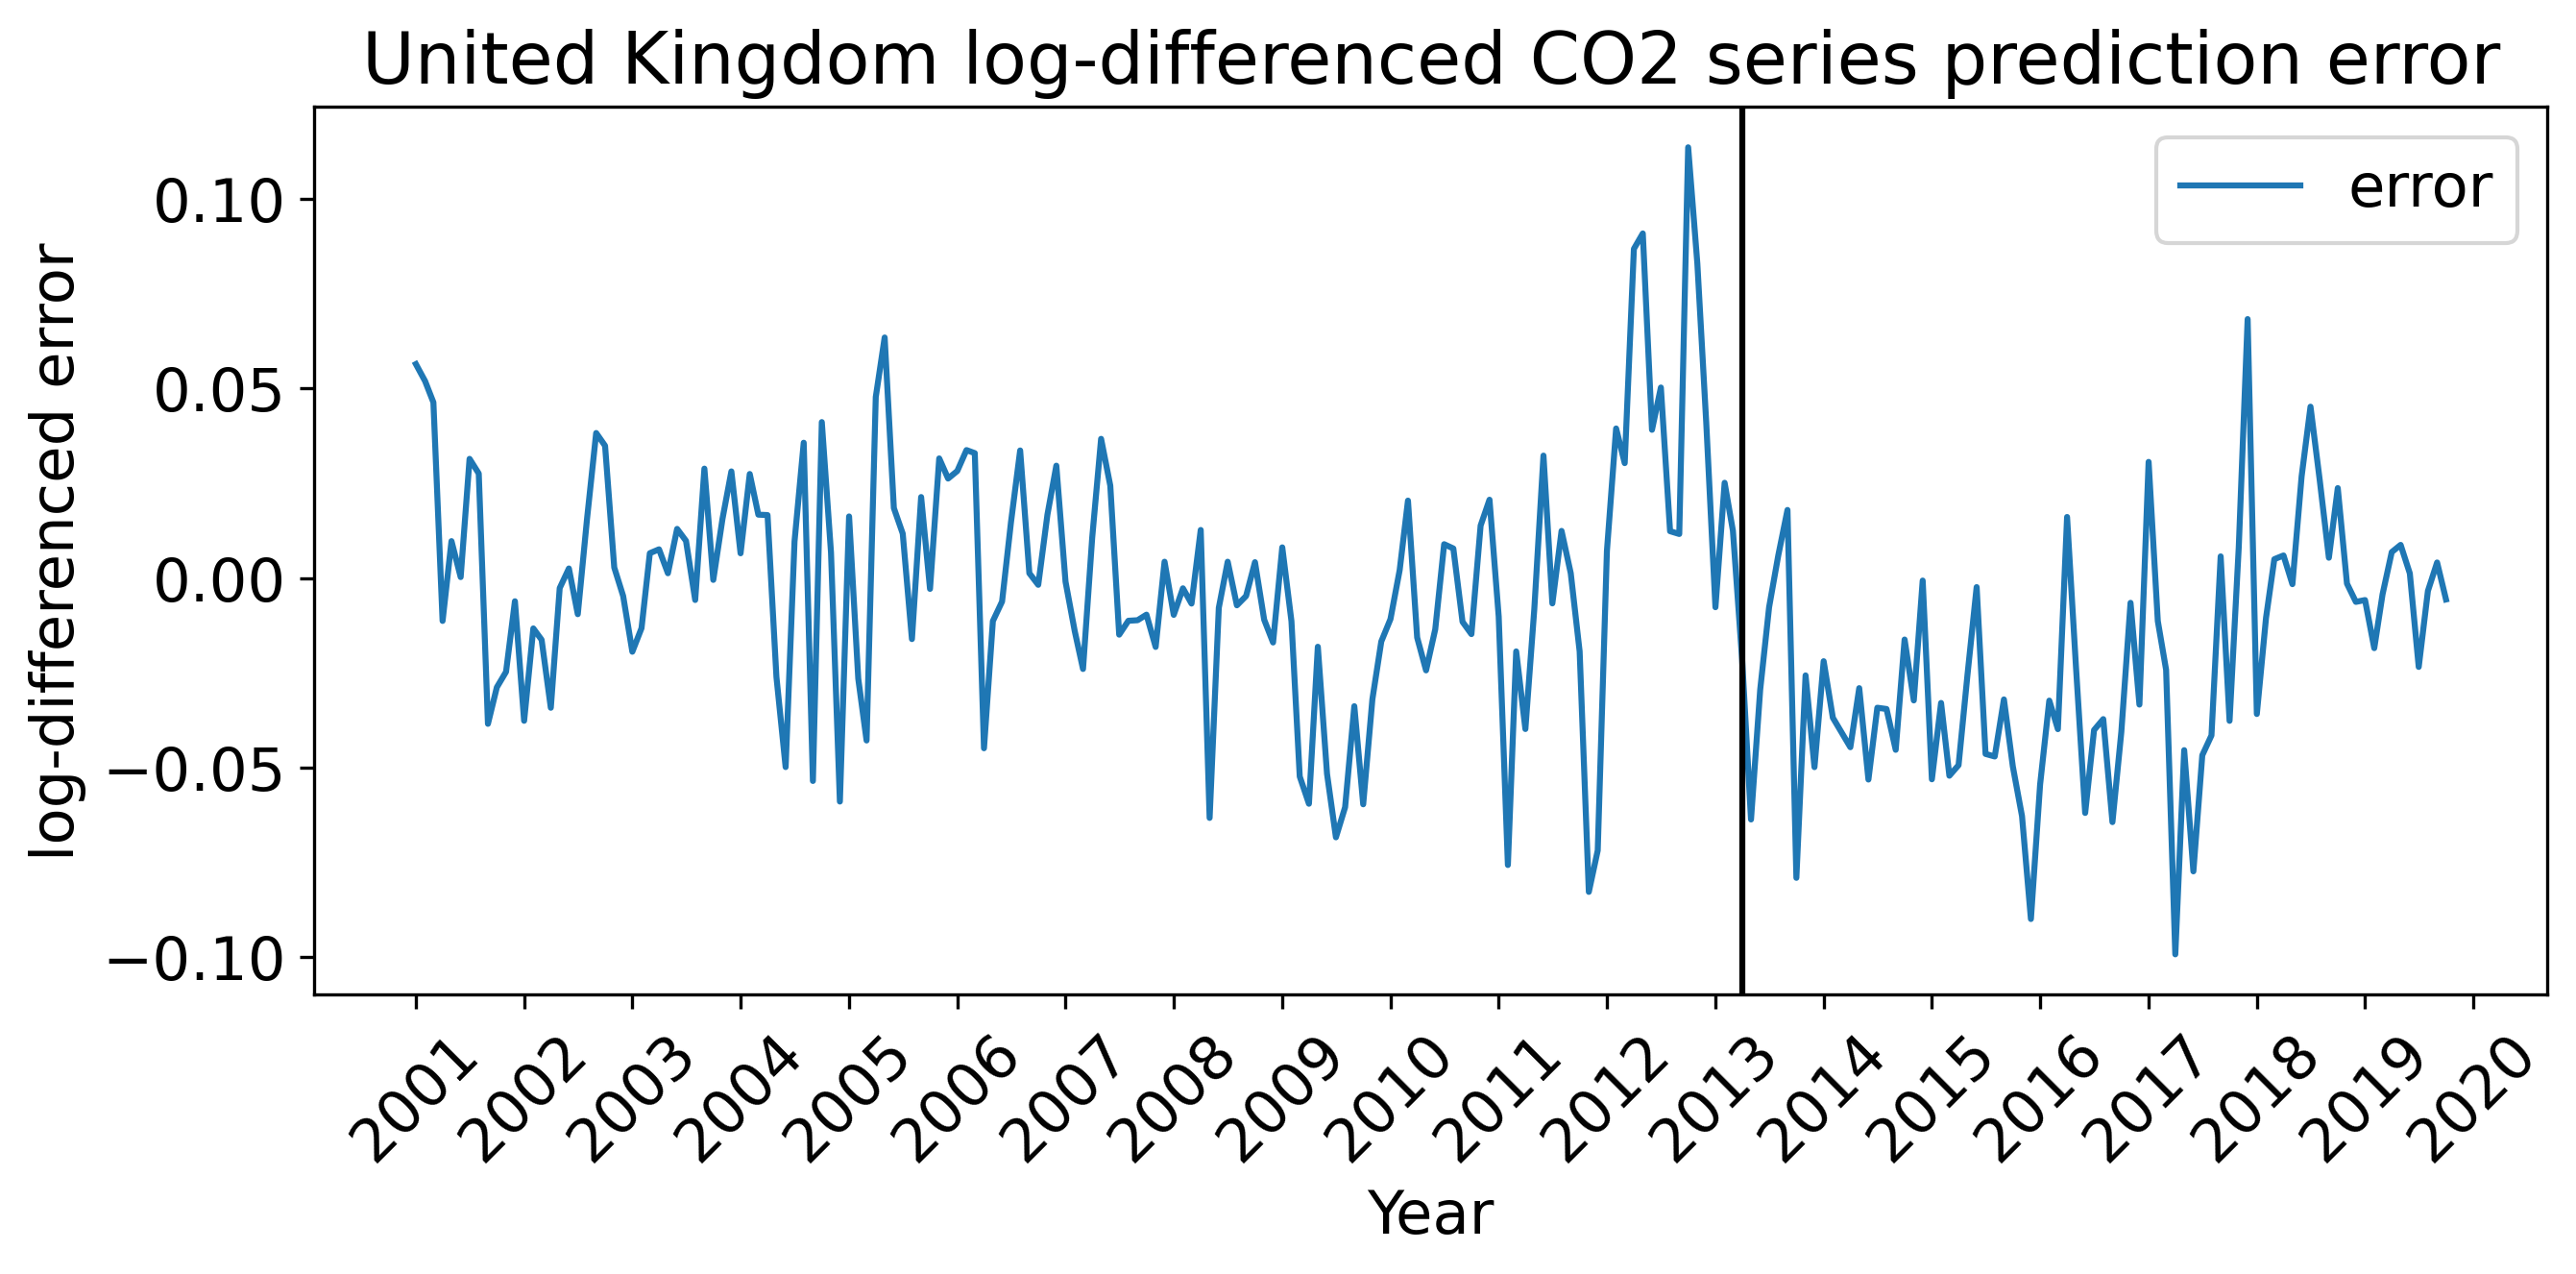 United Kingdom log-differenced CO2 series prediction error
error
log-differenced error
0.10
0.05
0.00
−0.05
−0.10
2001 2002 2003 2004 2005 2006 2007 2008 2009 2010 2011 2012 2013 2014 2015 2016 2017 2018 2019 2020
Year